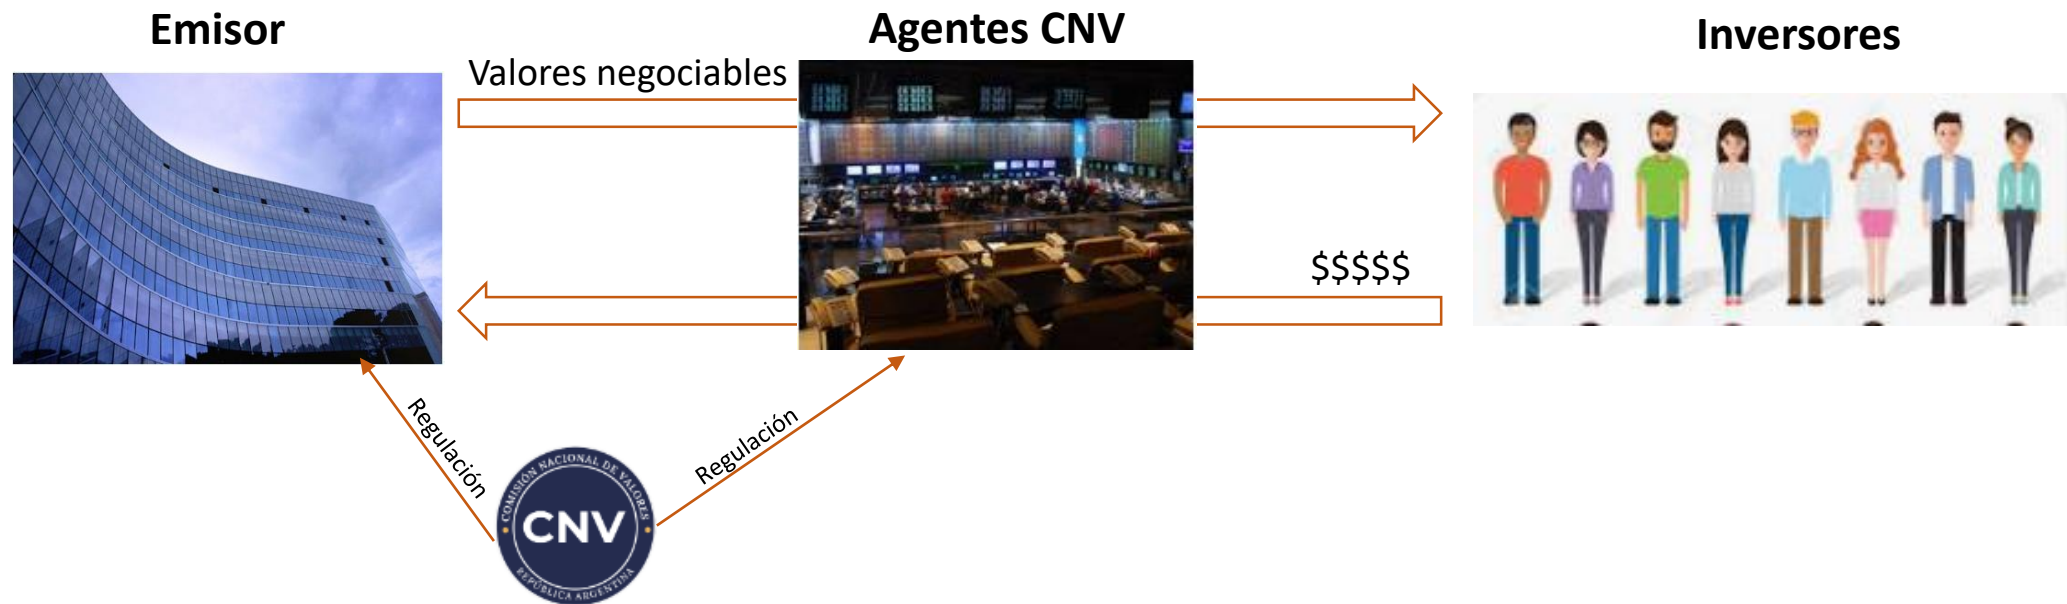 Emisor
Agentes CNV
Inversores
Valores negociables
$$$$$
Regulación
Regulación
COMISIÓN NACIONAL DE VALORES
CNV
REPÚBLICA ARGENTINA